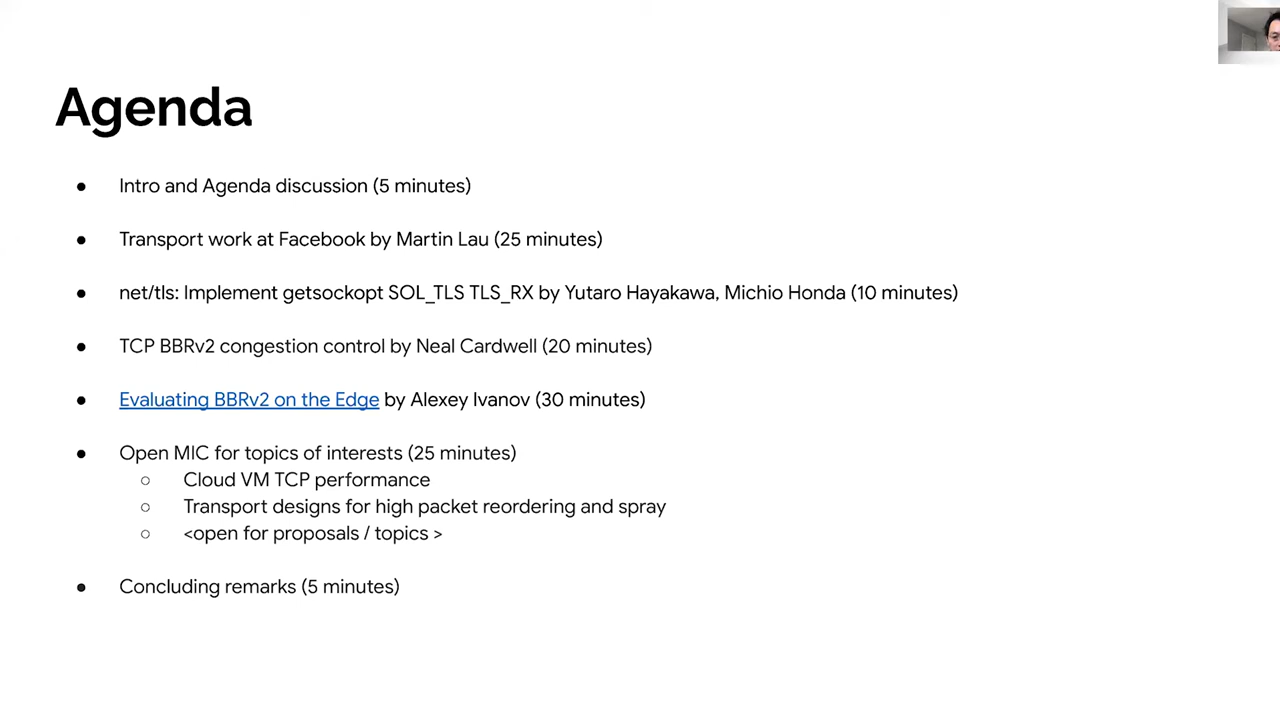 Agenda
● Intro and Agenda discussion (5 minutes)
● Transport work at Facebook by Martin Lau (25 minutes)
● net/tls: Implement getsockopt SOL_TLS TLS_RX by Yutaro Hayakawa, Michio Honda (10 minutes)
● TCP BBRv2 congestion control by Neal Cardwell (20 minutes)
● Evaluating BBRv2 on the Edge by Alexey Ivanov (30 minutes)
● Open MIC for topics of interests (25 minutes)
○ Cloud VM TCP performance
○ Transport designs for high packet reordering and spray
○ <open for proposals / topics >
● Concluding remarks (5 minutes)